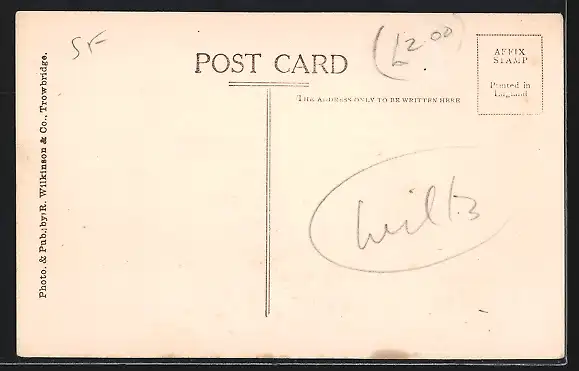 SF
(£2.00)
POST CARD
THE ADDRESS ONLY TO BE WRITTEN HERE
AFFIX
STAMP
Printed in
England
Photo. & Pub.: by R. Wilkinson & Co., Trowbridge.
Wilts